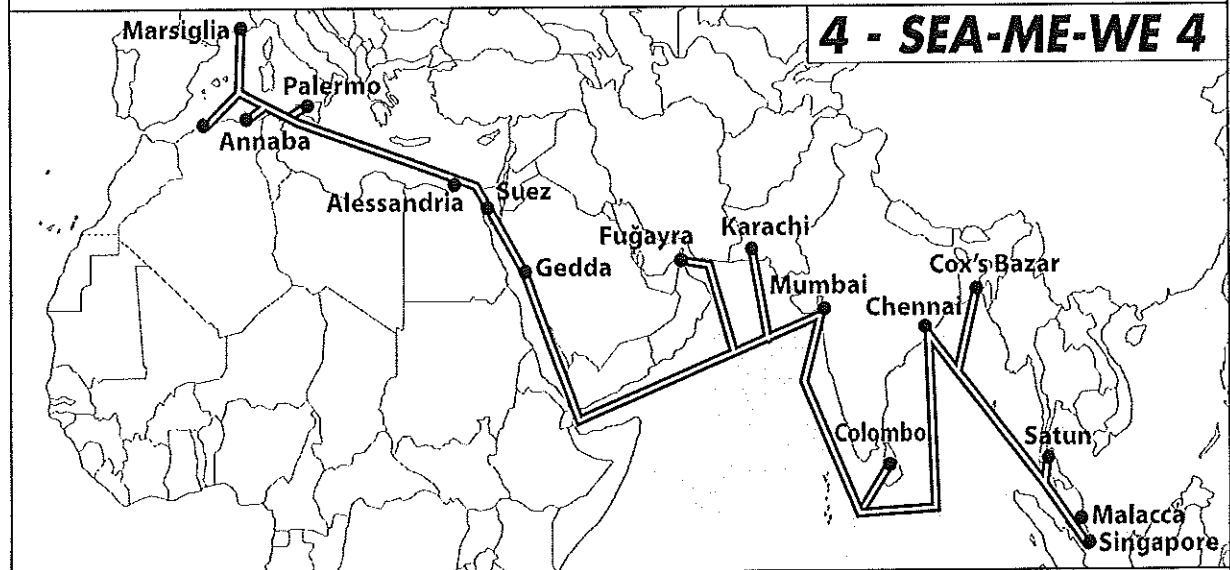 4 - SEA-ME-WE 4
Marsiglia
Palermo
Annaba
Alessandria
Suez
Gedda
Fuğayra
Karachi
Mumbai
Chennai
Cox's Bazar
Colombo
Satun
Malacca
Singapore